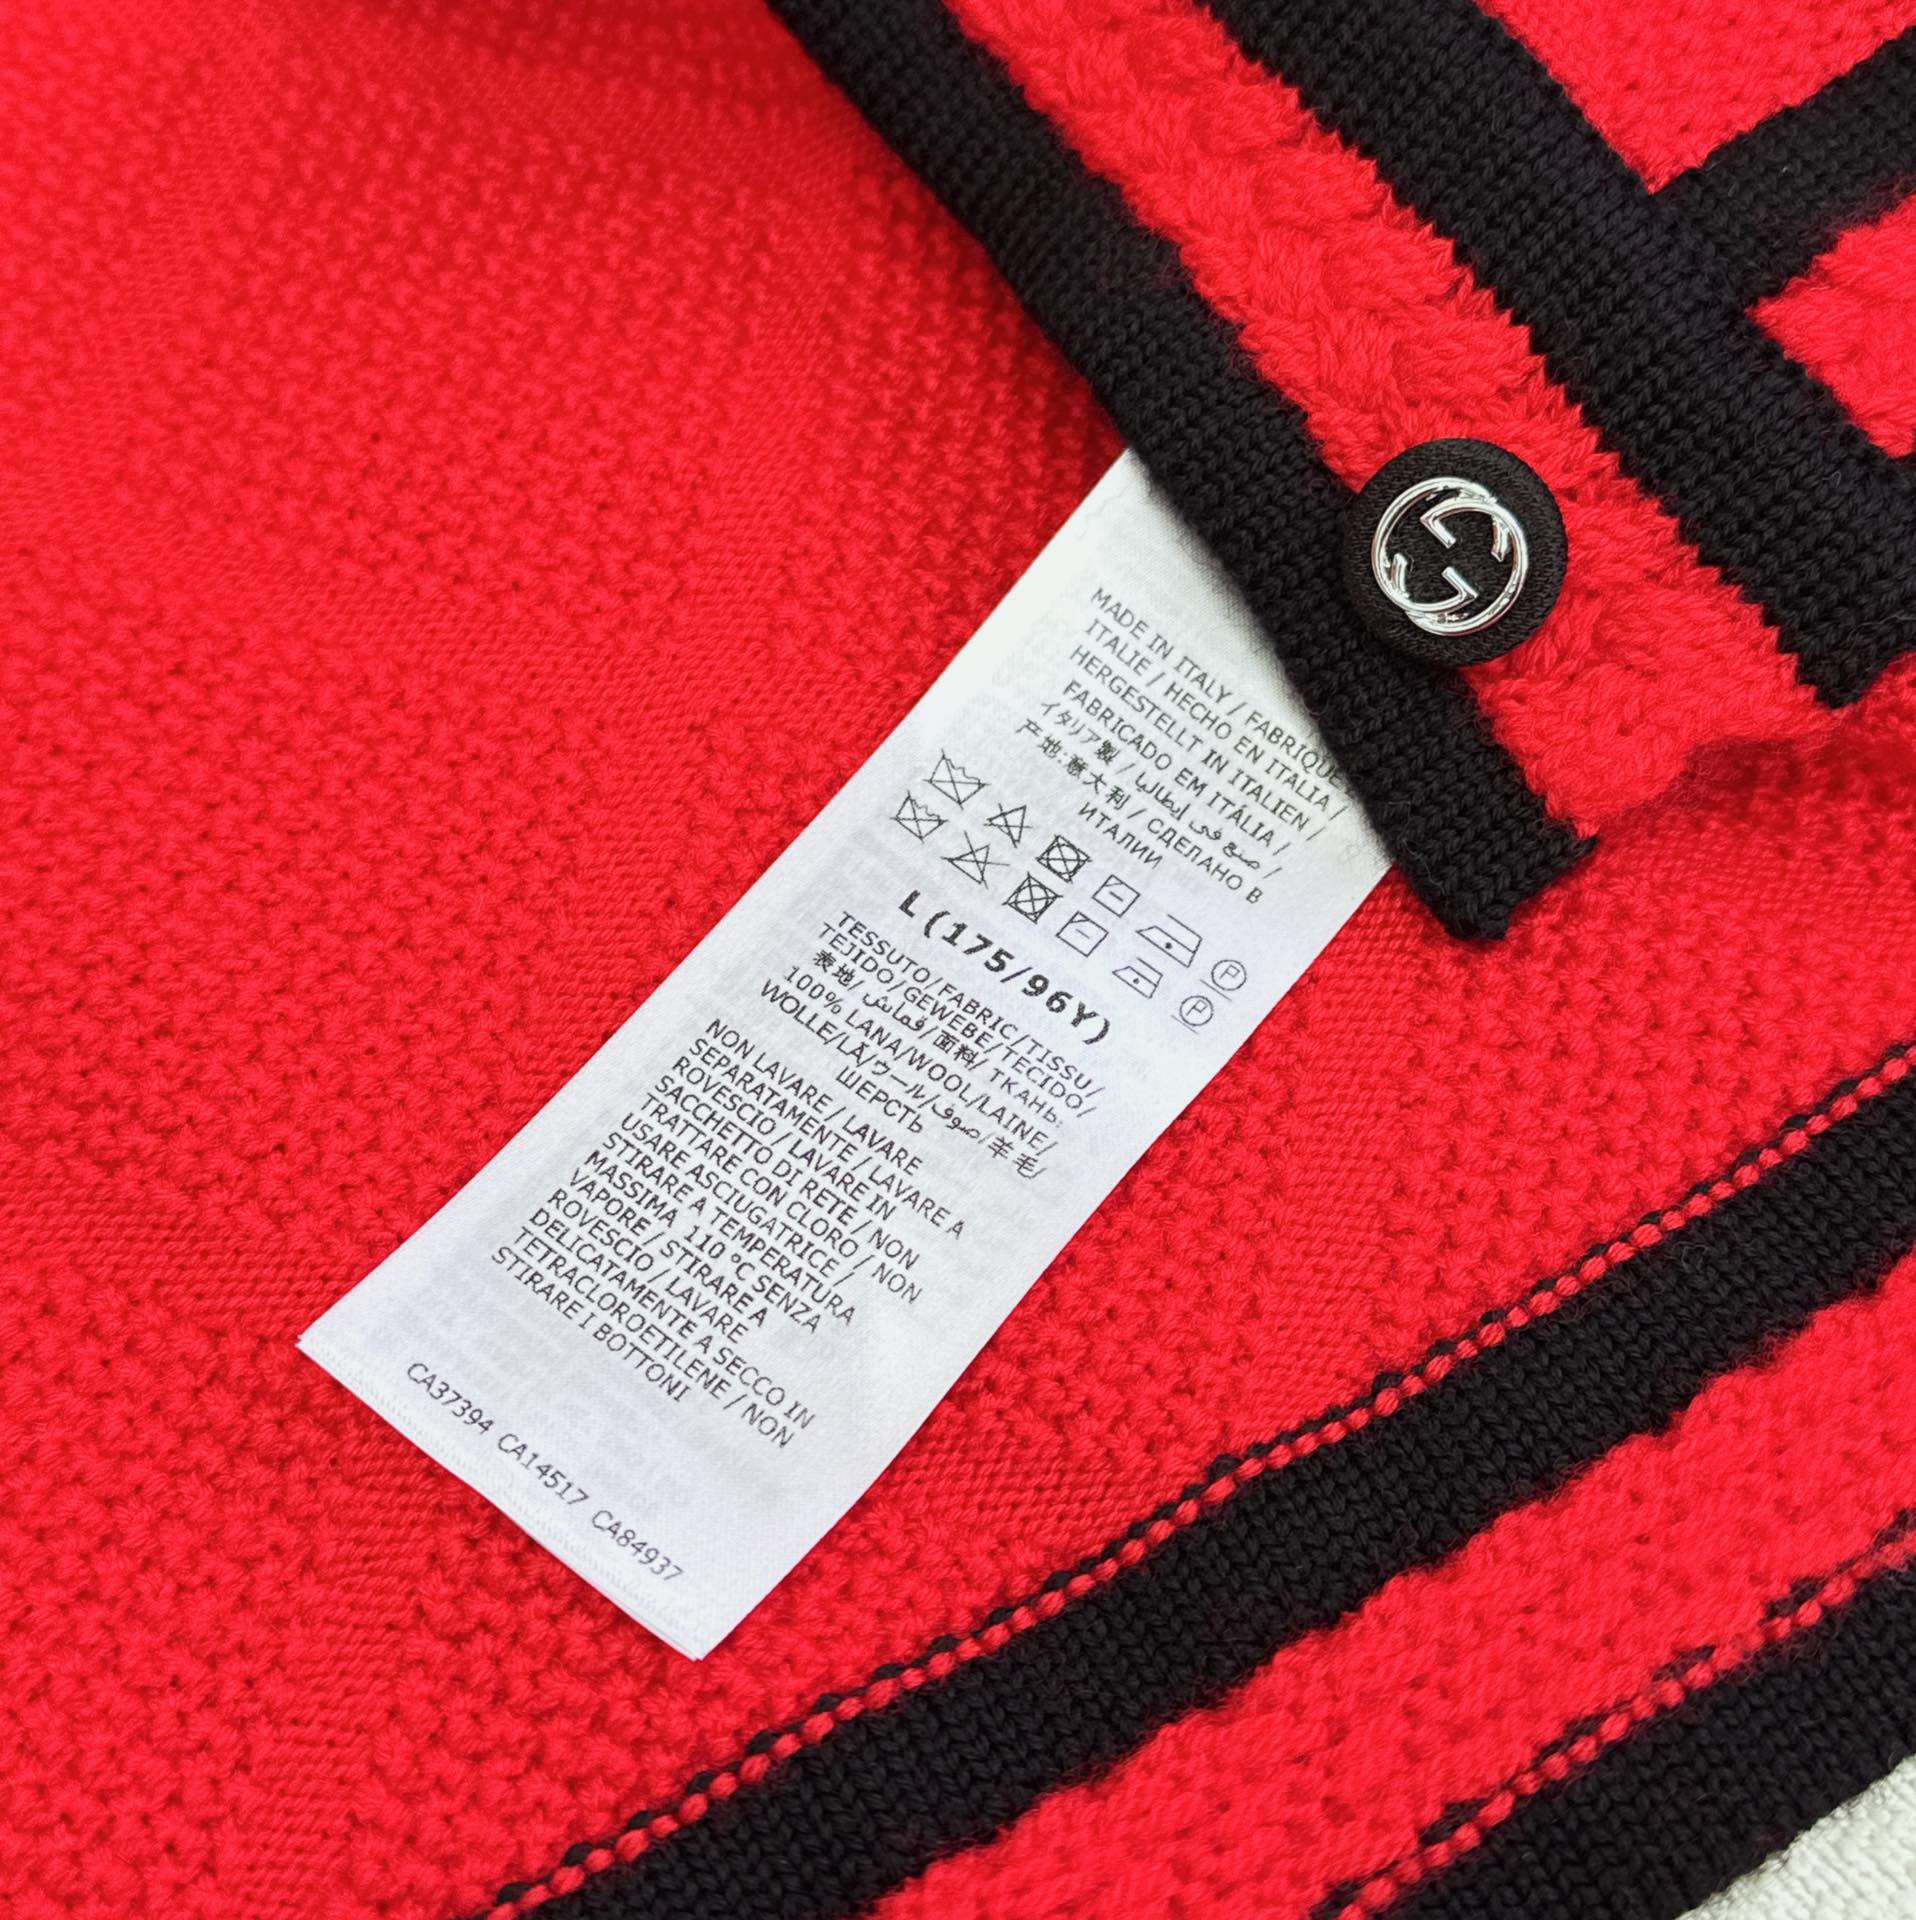 MADE IN ITALY / FABRIQUÉ
ITALIE / HECHO EN ITALIA /
HERGESTELLT IN ITALIEN /
FABRICADO EM ITÁLIA /
イタリア製 / صنع في إيطاليا /
产地:意大利 / СДЕЛАНО В
ИТАЛИИ
P
P
L(175/96Y)
TESSUTO/FABRIC/TISSU/
TEJIDO/GEWEBE/TECIDO/
表地/ قماش/面料/ ТКАНЬ:
100% LANA/WOOL/LAINE/
WOLLE/LÃ/ウール/صوف/羊毛/
ШЕРСТЬ
NON LAVARE / LAVARE
SEPARATAMENTE / LAVARE A
ROVESCIO / LAVARE IN
SACCHETTO DI RETE / NON
TRATTARE CON CLORO / NON
USARE ASCIUGATRICE /
STIRARE A TEMPERATURA
MASSIMA 110 °C SENZA
VAPORE / STIRARE A
ROVESCIO / LAVARE
DELICATAMENTE A SECCO IN
TETRACLOROETILENE / NON
STIRARE I BOTTONI
CA37394 CA14517 CA84937